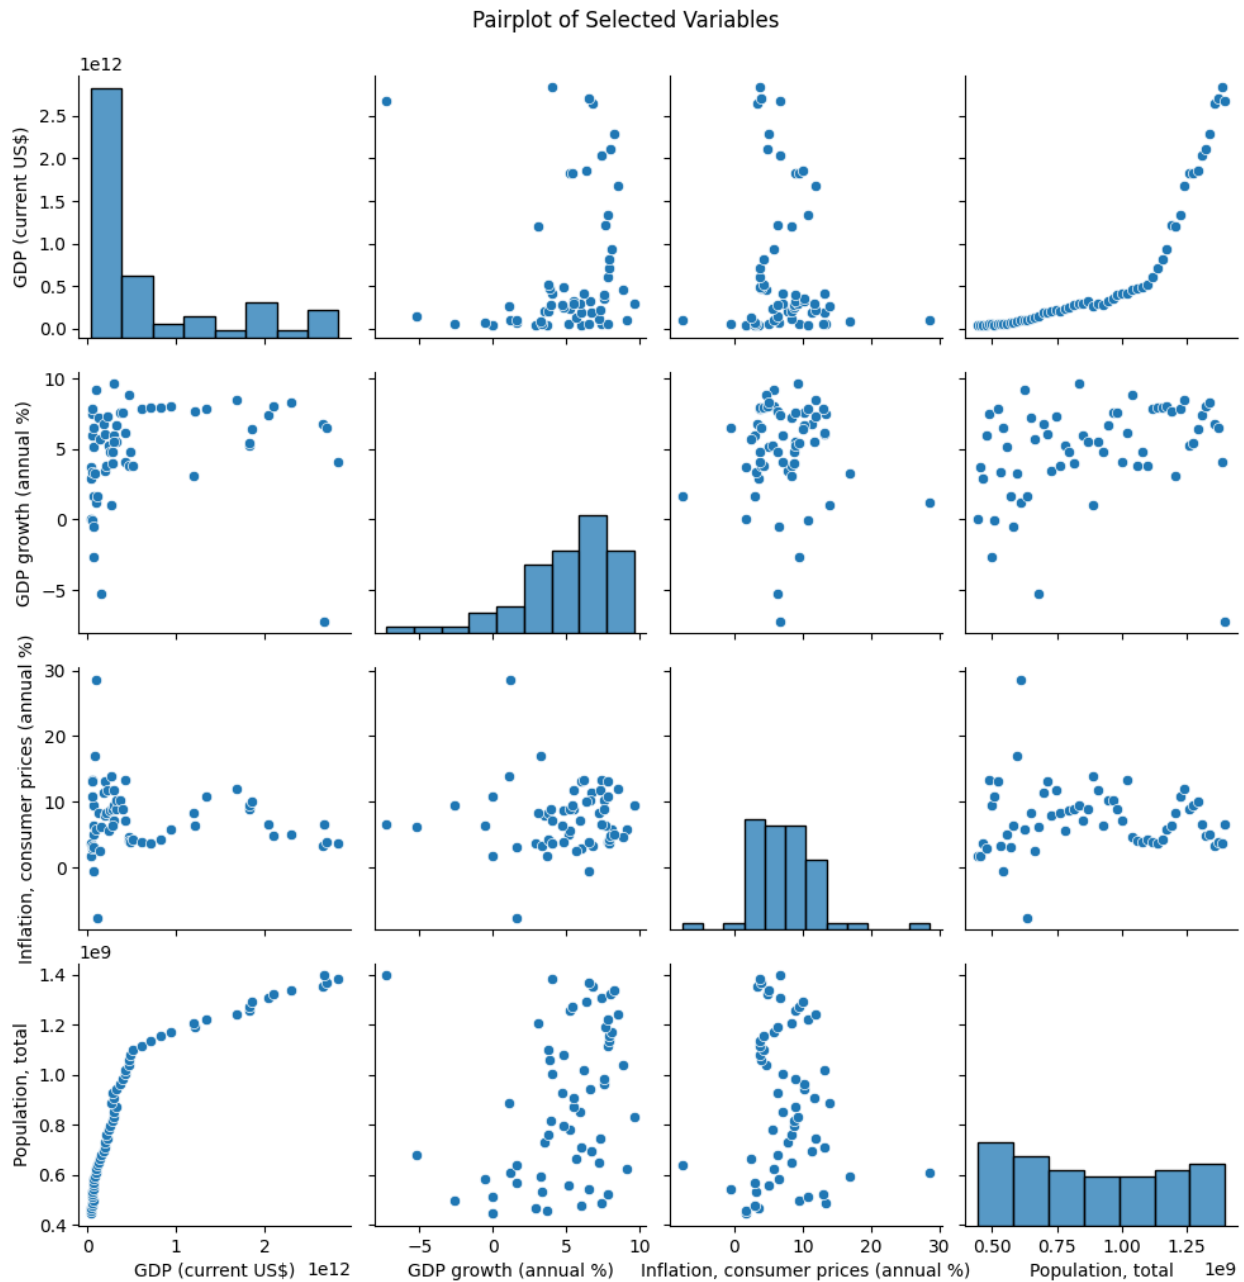 Pairplot of Selected Variables
1e12
GDP (current US$)
2.5
2.0
1.5
1.0
0.5
0.0
GDP growth (annual %)
10
5
0
−5
Inflation, consumer prices (annual %)
30
20
10
0
1e9
Population, total
1.4
1.2
1.0
0.8
0.6
0.4
0 1 2
−5 0 5 10
0 10 20 30
0.50 0.75 1.00 1.25
GDP (current US$) 1e12
GDP growth (annual %)
Inflation, consumer prices (annual %)
Population, total 1e9